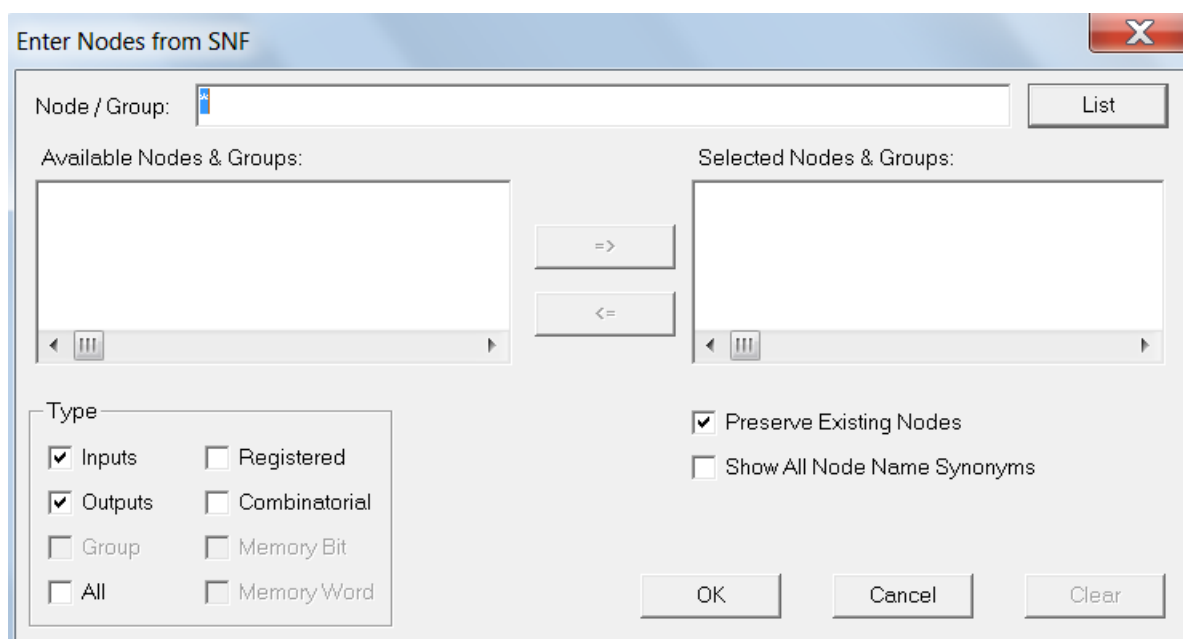 Enter Nodes from SNF
Node / Group: * List
Available Nodes & Groups: Selected Nodes & Groups:
=>
<=
Type
Inputs Registered
Outputs Combinatorial
Group Memory Bit
All Memory Word
Preserve Existing Nodes
Show All Node Name Synonyms
OK Cancel Clear